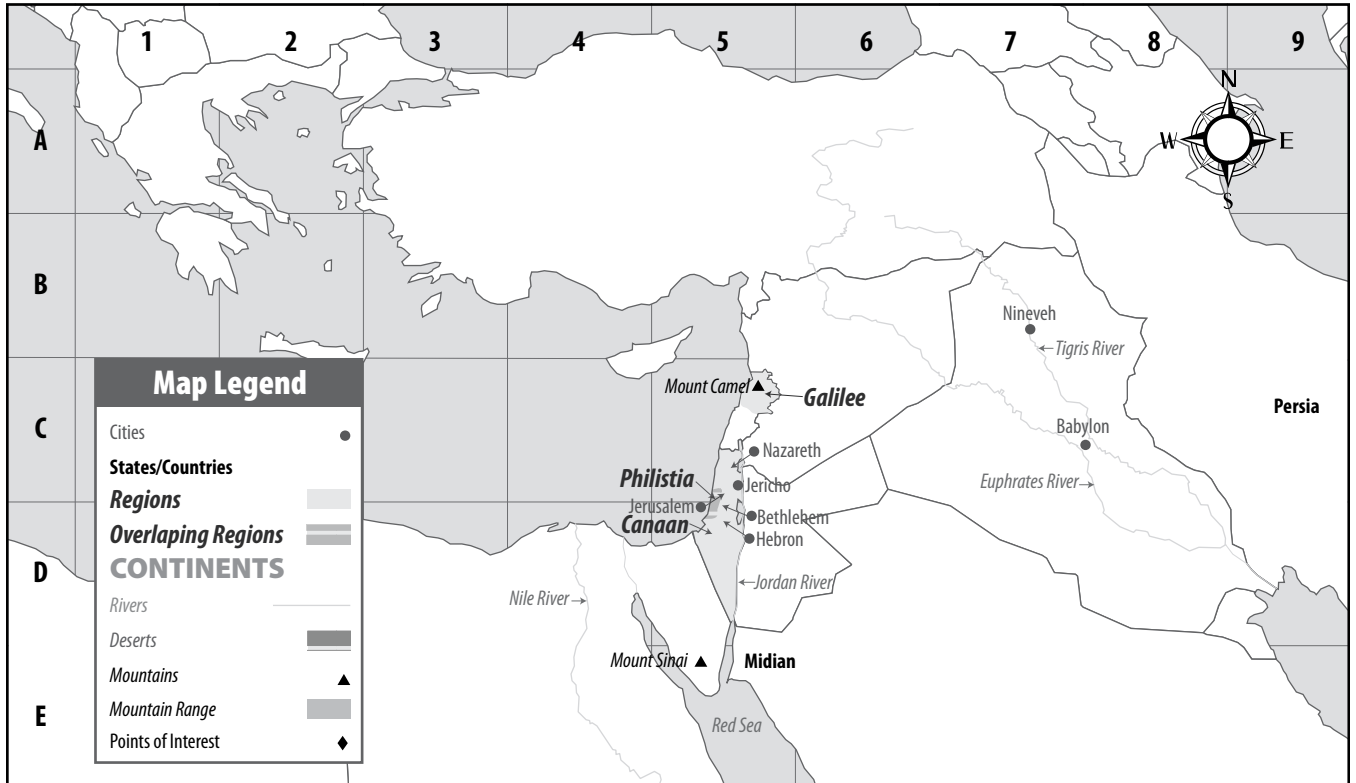 1 2 3 4 5 6 7 8 9
N
A
W E
S
B
Nineveh
Tigris River
Map Legend
Mount Camel
Galilee
C
Cities
Persia
Babylon
States/Countries
Nazareth
Philistia
Euphrates River
Jericho
Regions
Jerusalem
Bethlehem
Canaan
Overlaping Regions
Hebron
CONTINENTS
D
Jordan River
Nile River
Rivers
Deserts
Mount Sinai
Midian
Mountains
Mountain Range
E
Red Sea
Points of Interest